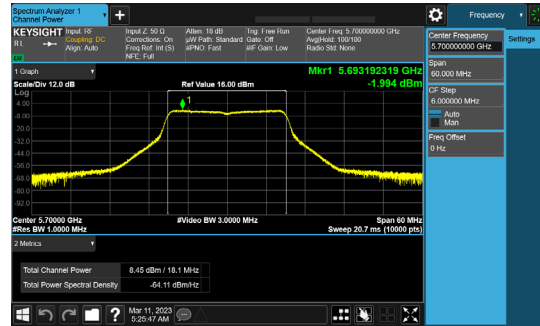 Spectrum Analyzer 1
Channel Power
+
Frequency
KEYSIGHT
Input: RF
Coupling: DC
Align: Auto
Input Z: 50 Ω
Corrections: On
Freq Ref: Int (S)
NFE: Full
Atten: 18 dB
µW Path: Standard
#PNO: Fast
Trig: Free Run
Gate: Off
#IF Gain: Low
Center Freq: 5.700000000 GHz
Avg|Hold: 100/100
Radio Std: None
Center Frequency
5.700000000 GHz
Settings
Span
60.000 MHz
CF Step
6.000000 MHz
Auto
Man
Freq Offset
0 Hz
1 Graph
Mkr1 5.693192319 GHz
Scale/Div 12.0 dB
Ref Value 16.00 dBm
-1.994 dBm
Log
4.00
-8.00
-20.0
-32.0
-44.0
-56.0
-68.0
-80.0
-92.0
1
Center 5.70000 GHz
#Video BW 3.0000 MHz
Span 60 MHz
#Res BW 1.0000 MHz
Sweep 20.7 ms (10000 pts)
2 Metrics
Total Channel Power
8.45 dBm / 18.1 MHz
Total Power Spectral Density
-64.11 dBm/Hz
?
Mar 11, 2023
5:25:47 AM